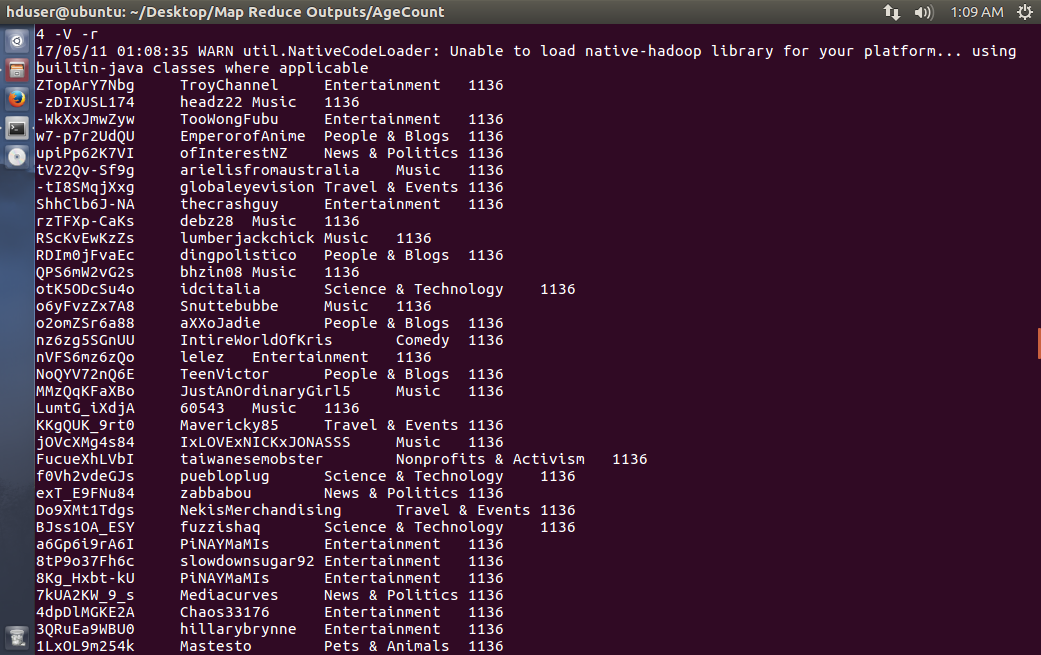 hduser@ubuntu: ~/Desktop/Map Reduce Outputs/AgeCount 1:09 AM
4 -V -r
17/05/11 01:08:35 WARN util.NativeCodeLoader: Unable to load native-hadoop library for your platform... using
builtin-java classes where applicable
ZTopArY7Nbg TroyChannel Entertainment 1136
-zDIXUSL174 headz22 Music 1136
-WkXxJmwZyw TooWongFubu Entertainment 1136
w7-p7r2UdQU EmperorofAnime People & Blogs 1136
upiPp62K7VI ofInterestNZ News & Politics 1136
tV22Qv-Sf9g arielisfromaustralia Music 1136
-tI8SMqjXxg globaleyevision Travel & Events 1136
ShhClb6J-NA thecrashguy Entertainment 1136
rzTFXp-CaKs debz28 Music 1136
RScKvEwKzZs lumberjackchick Music 1136
RDIm0jFvaEc dingpolistico People & Blogs 1136
QPS6mW2vG2s bhzin08 Music 1136
otK5ODcSu4o idcitalia Science & Technology 1136
o6yFvzZx7A8 Snuttebubbe Music 1136
o2omZSr6a88 aXXoJadie People & Blogs 1136
nz6zg5SGnUU IntireWorldOfKris Comedy 1136
nVFS6mz6zQo lelez Entertainment 1136
NoQYV72nQ6E TeenVictor People & Blogs 1136
MMzQqKFaXBo JustAnOrdinaryGirl5 Music 1136
LumtG_iXdjA 60543 Music 1136
KKgQUK_9rt0 Mavericky85 Travel & Events 1136
jOVcXMg4s84 IxLOVExNICKxJONASSS Music 1136
FucueXhLVbI taiwanesemobster Nonprofits & Activism 1136
f0Vh2vdeGJs puebloplug Science & Technology 1136
exT_E9FNu84 zabbabou News & Politics 1136
Do9XMt1Tdgs NekisMerchandising Travel & Events 1136
BJss1OA_ESY fuzzishaq Science & Technology 1136
a6Gp6i9rA6I PiNAYMaMIs Entertainment 1136
8tP9o37Fh6c slowdownsugar92 Entertainment 1136
8Kg_Hxbt-kU PiNAYMaMIs Entertainment 1136
7kUA2KW_9_s Mediacurves News & Politics 1136
4dpDlMGKE2A Chaos33176 Entertainment 1136
3QRuEa9WBU0 hillarybrynne Entertainment 1136
1LxOL9m254k Mastesto Pets & Animals 1136